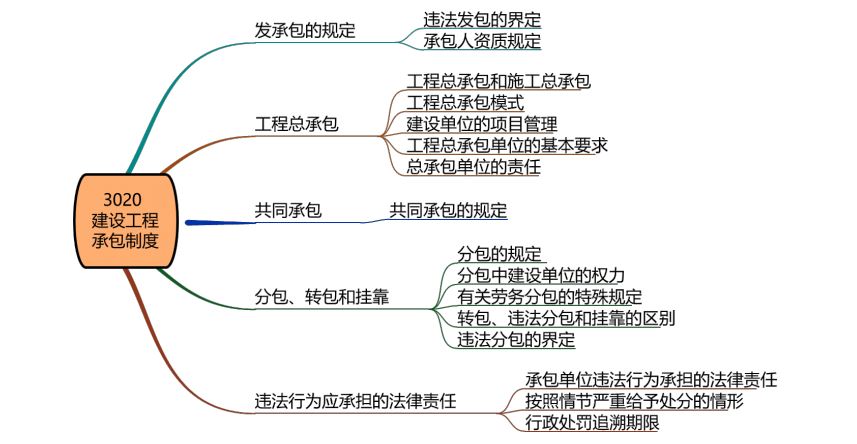 3020
建设工程
承包制度
发承包的规定
违法发包的界定
承包人资质规定
工程总承包
工程总承包和施工总承包
工程总承包模式
建设单位的项目管理
工程总承包单位的基本要求
总承包单位的责任
共同承包
共同承包的规定
分包、转包和挂靠
分包的规定
分包中建设单位的权力
有关劳务分包的特殊规定
转包、违法分包和挂靠的区别
违法分包的界定
违法行为应承担的法律责任
承包单位违法行为承担的法律责任
按照情节严重给予处分的情形
行政处罚追溯期限